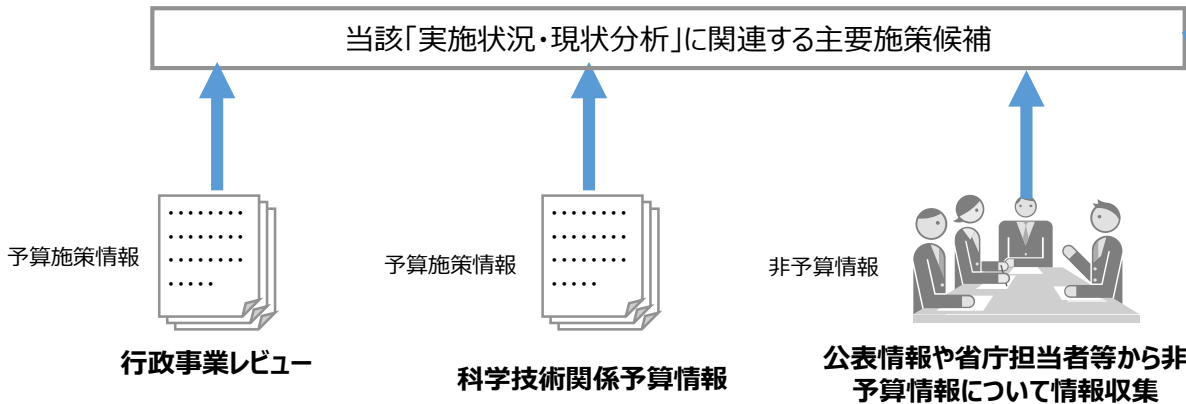 当該「実施状況・現状分析」に関連する主要施策候補
予算施策情報
行政事業レビュー
予算施策情報
科学技術関係予算情報
非予算情報
公表情報や省庁担当者等から非
予算情報について情報収集